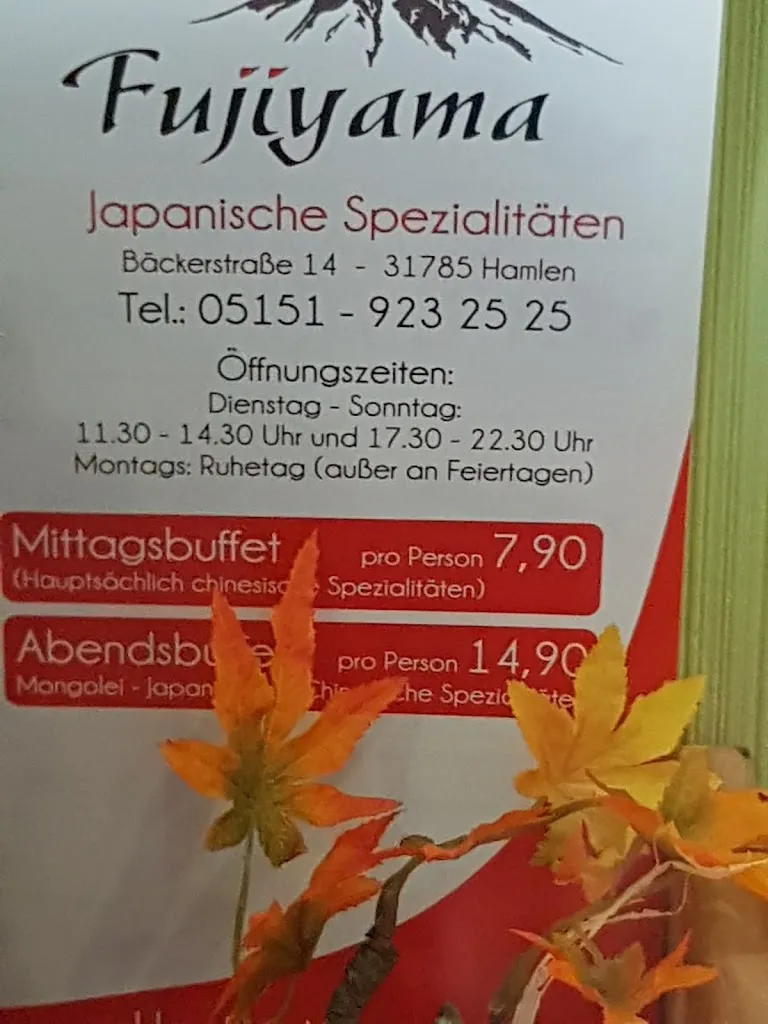 Fujiyama
Japanische Spezialitäten
Bäckerstraße 14 - 31785 Hamlen
Tel.: 05151 - 923 25 25
Öffnungszeiten:
Dienstag - Sonntag:
11.30 - 14.30 Uhr und 17.30 - 22.30 Uhr
Montags: Ruhetag (außer an Feiertagen)
Mittagsbuffet pro Person 7,90
(Hauptsächlich chinesische Spezialitäten)
pro Person 14,90
Mongolei - Japan